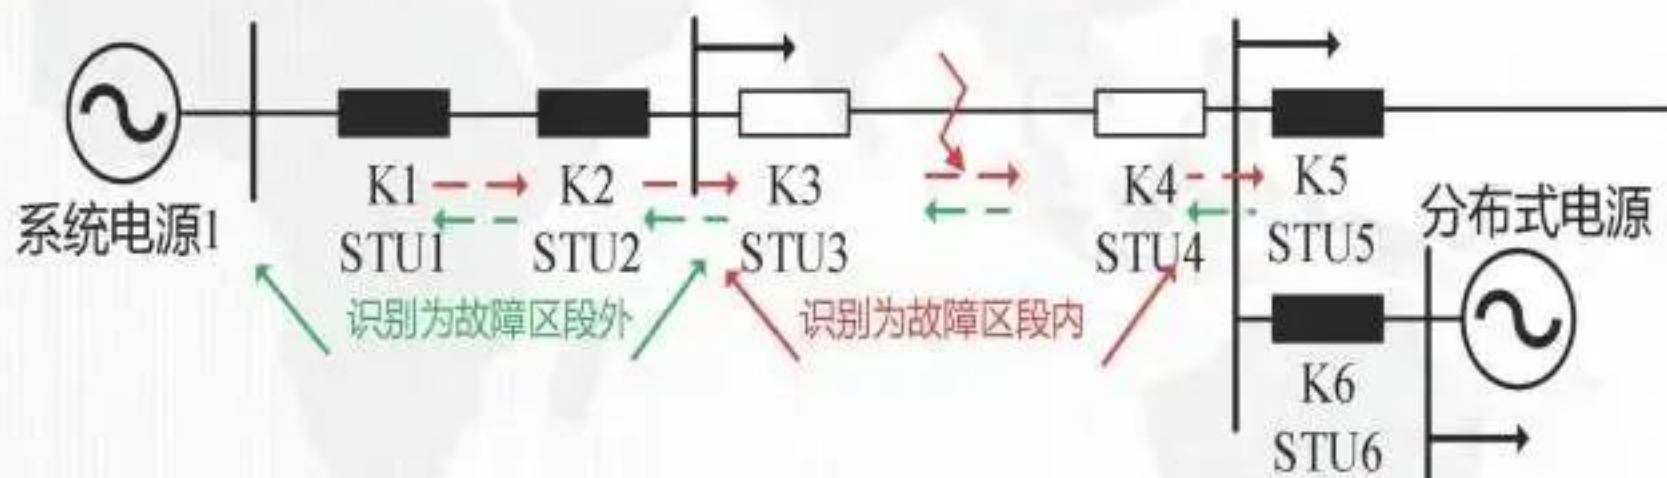 系统电源1
K1
STU1
K2
STU2
K3
STU3
K4
STU4
K5
STU5
分布式电源
K6
STU6
识别为故障区段外
识别为故障区段内